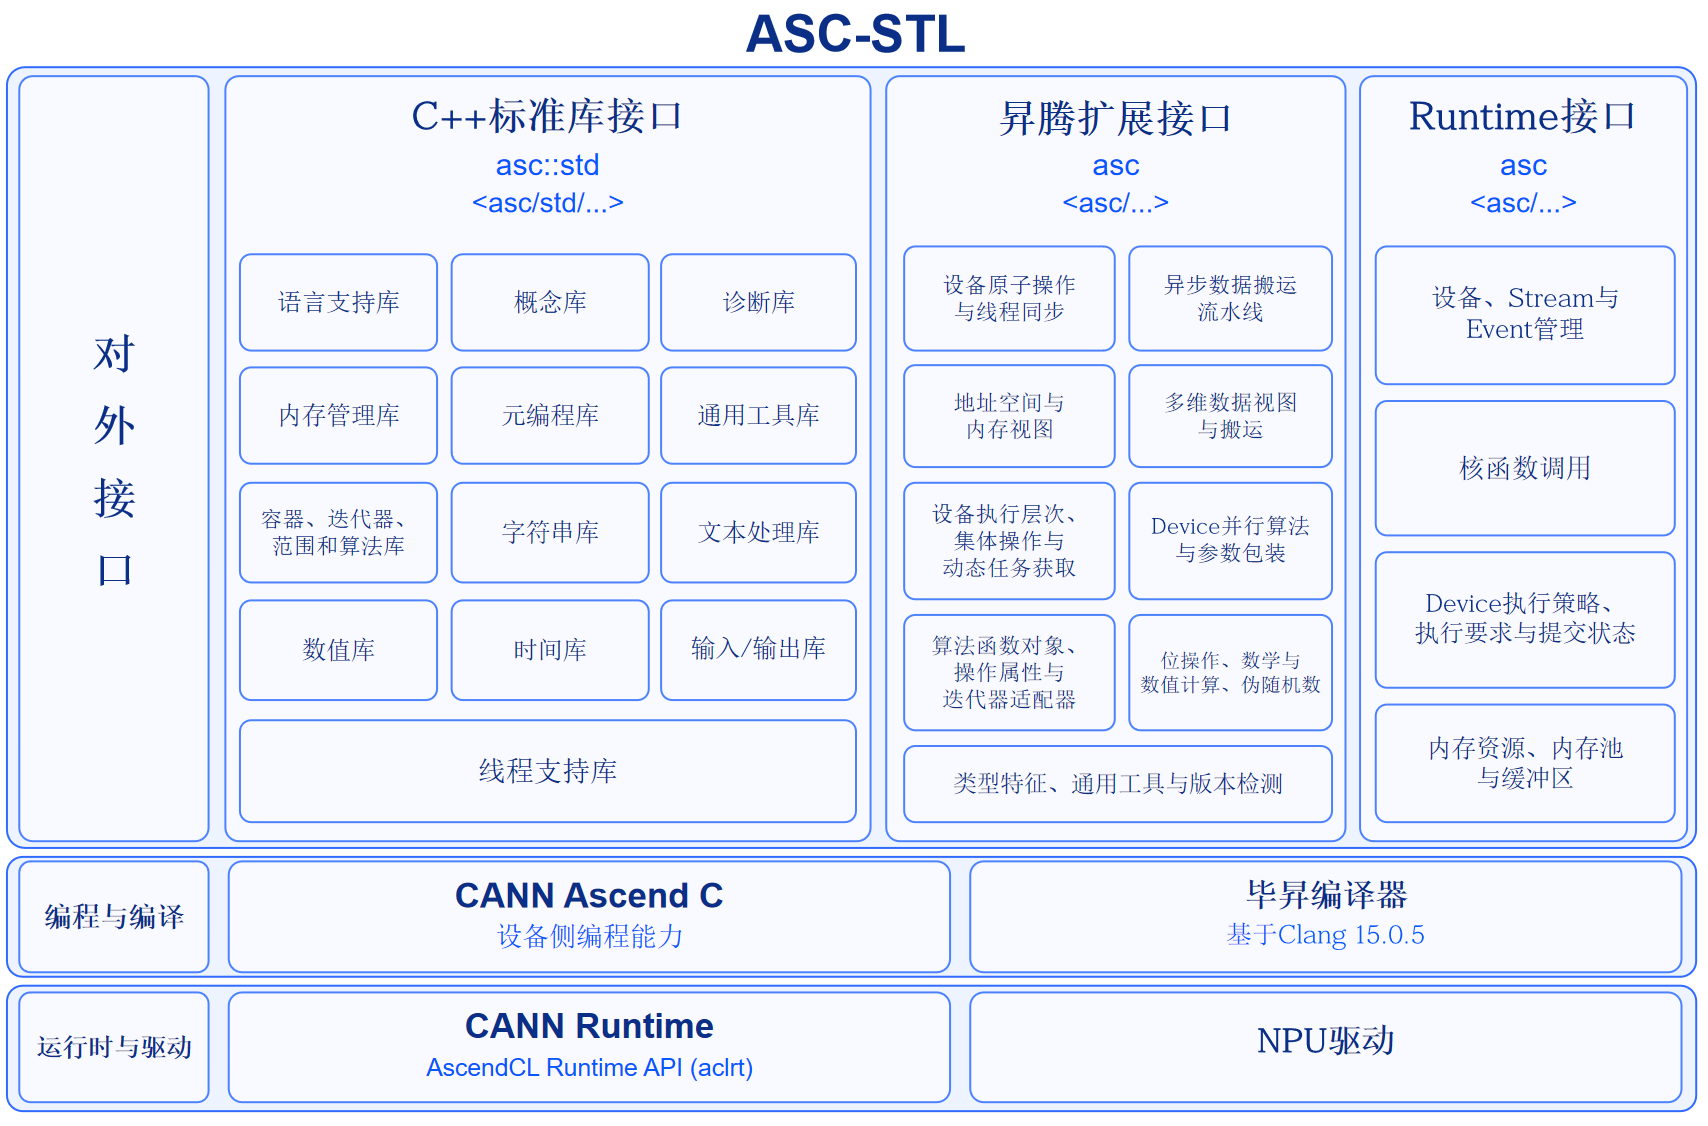 ASC-STL
对
外
接
口
C++标准库接口
asc::std
<asc/std/...>
语言支持库
概念库
诊断库
内存管理库
元编程库
通用工具库
容器、迭代器、
范围和算法库
字符串库
文本处理库
数值库
时间库
输入/输出库
线程支持库
昇腾扩展接口
asc
<asc/...>
设备原子操作
与线程同步
异步数据搬运
流水线
地址空间与
内存视图
多维数据视图
与搬运
设备执行层次、
集体操作与
动态任务获取
Device并行算法
与参数包装
算法函数对象、
操作属性与
迭代器适配器
位操作、数学与
数值计算、伪随机数
类型特征、通用工具与版本检测
Runtime接口
asc
<asc/...>
设备、Stream与
Event管理
核函数调用
Device执行策略、
执行要求与提交状态
内存资源、内存池
与缓冲区
编程与编译
CANN Ascend C
设备侧编程能力
毕昇编译器
基于Clang 15.0.5
运行时与驱动
CANN Runtime
AscendCL Runtime API (aclrt)
NPU驱动